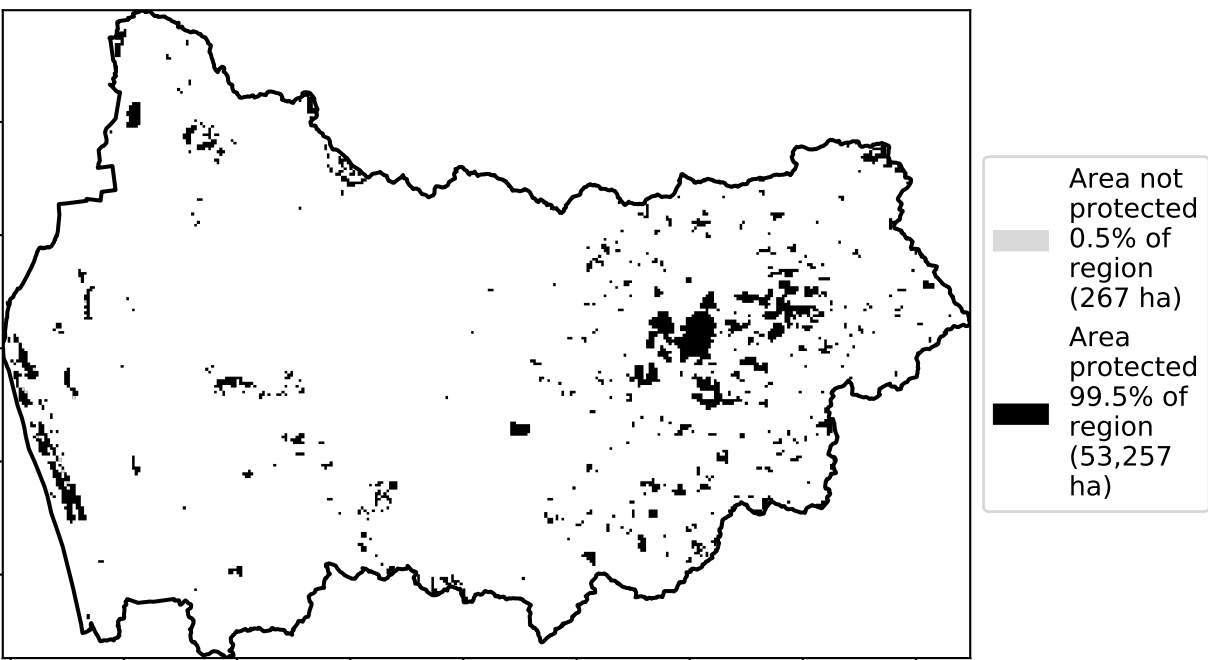 Area not
protected
0.5% of
region
(267 ha)
Area
protected
99.5% of
region
(53,257
ha)